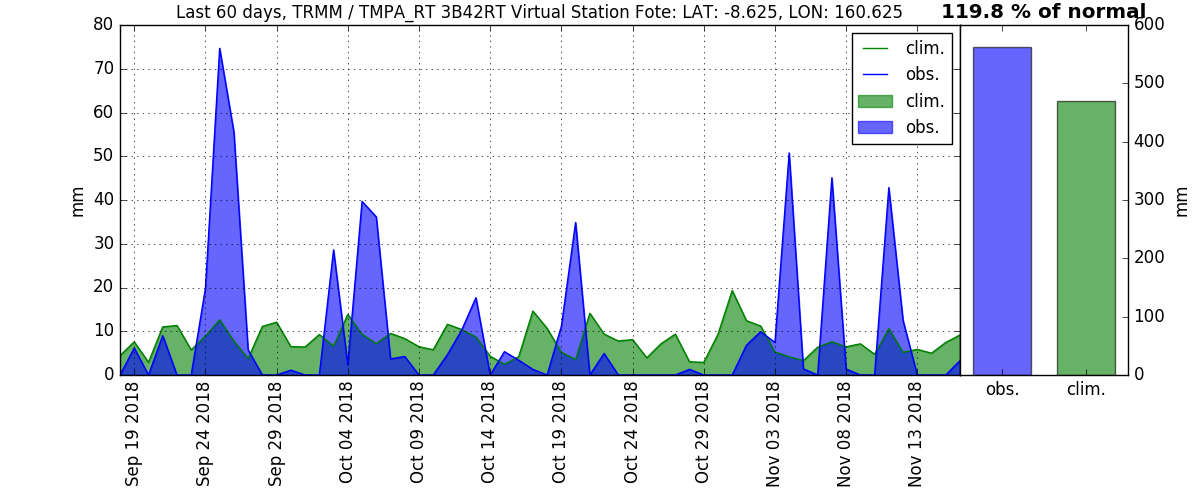 Last 60 days, TRMM / TMPA_RT 3B42RT Virtual Station Fote: LAT: -8.625, LON: 160.625
119.8 % of normal
80
70
60
50
40
30
20
10
0
mm
clim.
obs.
clim.
obs.
Sep 19 2018
Sep 24 2018
Sep 29 2018
Oct 04 2018
Oct 09 2018
Oct 14 2018
Oct 19 2018
Oct 24 2018
Oct 29 2018
Nov 03 2018
Nov 08 2018
Nov 13 2018
600
500
400
300
200
100
0
mm
obs.
clim.